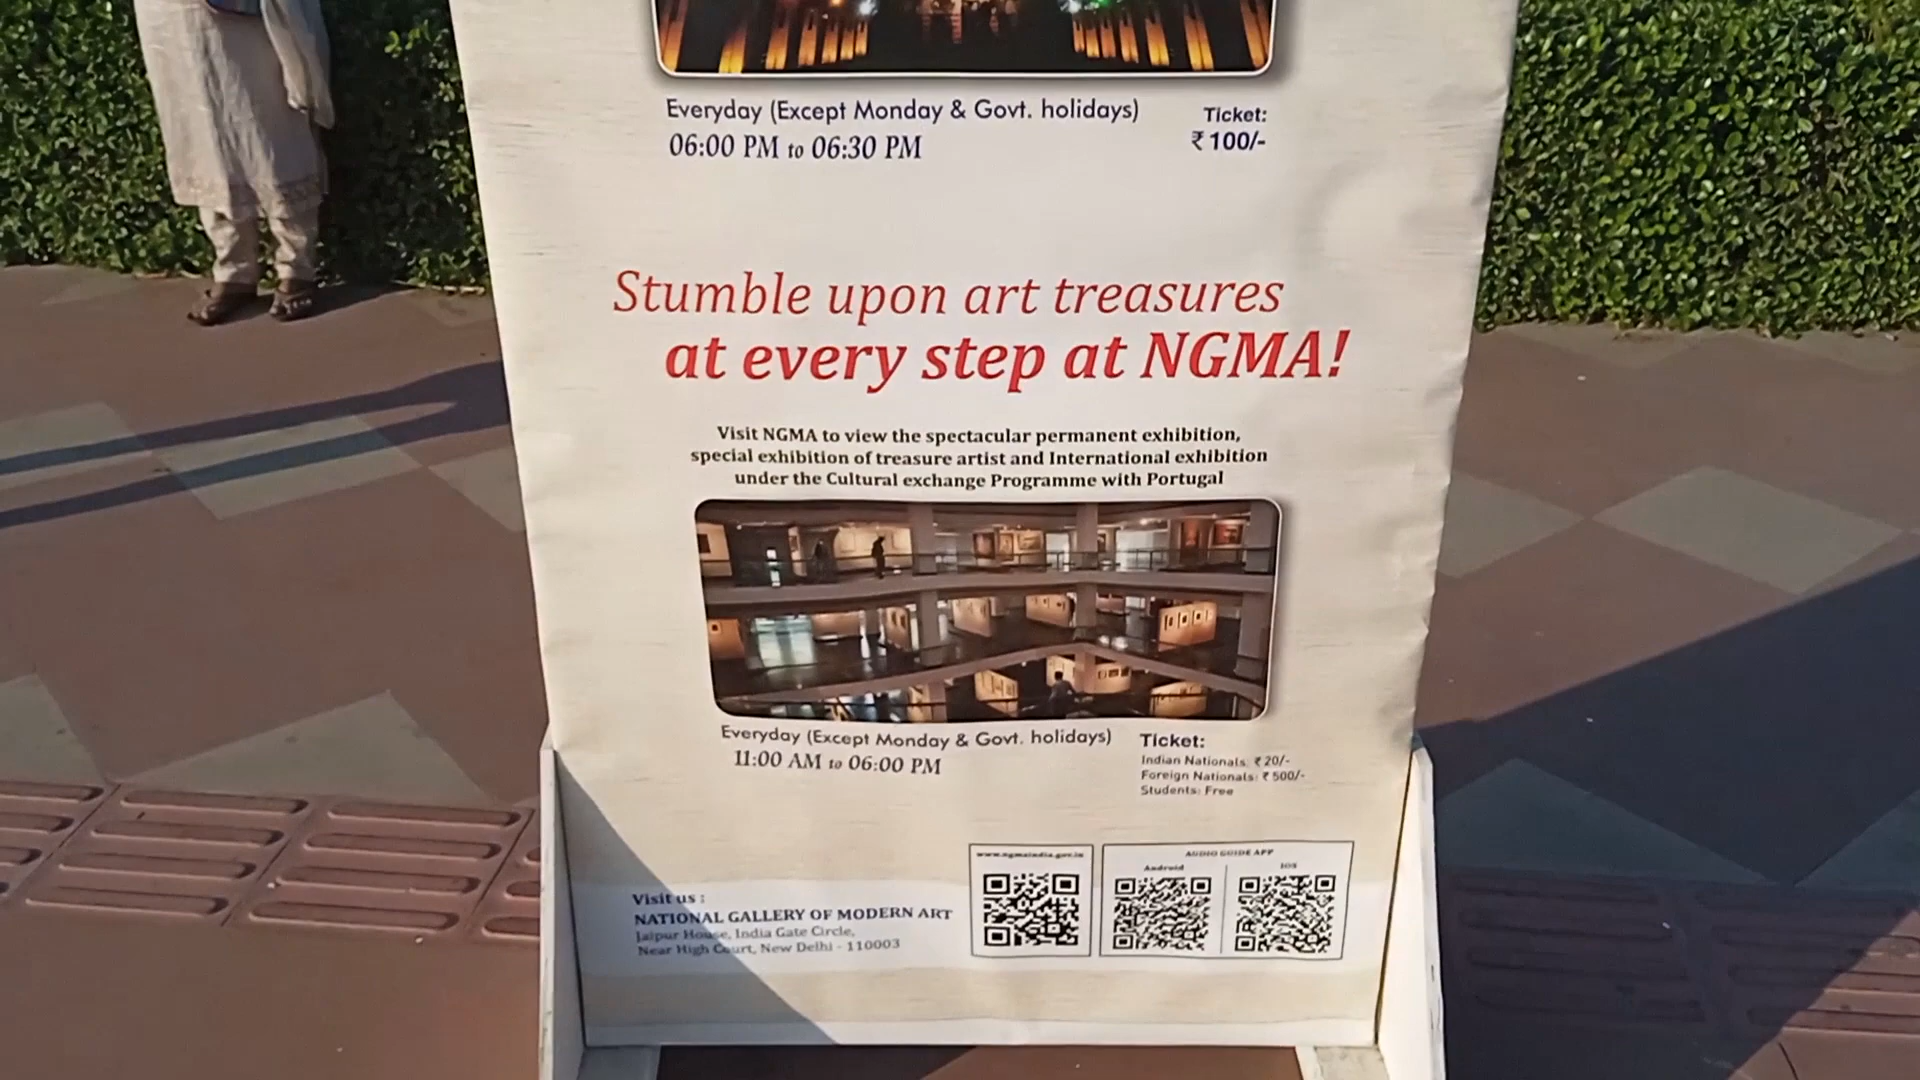 Everyday (Except Monday & Govt. holidays)
06:00 PM to 06:30 PM
Ticket:
₹ 100/-
Stumble upon art treasures
at every step at NGMA!
Visit NGMA to view the spectacular permanent exhibition,
special exhibition of treasure artist and International exhibition
under the Cultural exchange Programme with Portugal
Everyday (Except Monday & Govt. holidays)
11:00 AM to 06:00 PM
Ticket:
Indian Nationals: ₹ 20/-
Foreign Nationals: ₹ 500/-
Students: Free
Visit us :
NATIONAL GALLERY OF MODERN ART
Jaipur House, India Gate Circle,
Near High Court, New Delhi - 110003
www.ngmaindia.gov.in
AUDIO GUIDE APP
Android
IOS